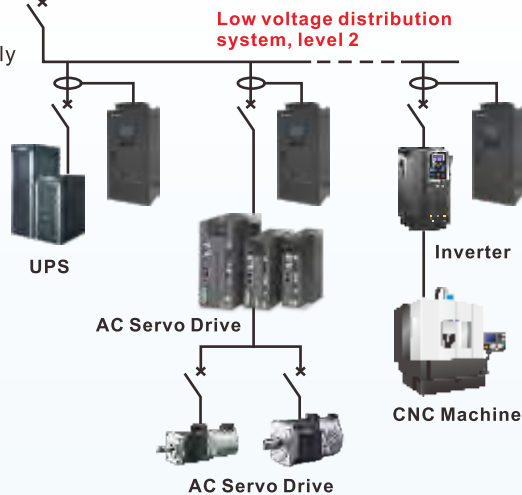 Low voltage distribution
system, level 2
ly
UPS
Inverter
AC Servo Drive
CNC Machine
AC Servo Drive